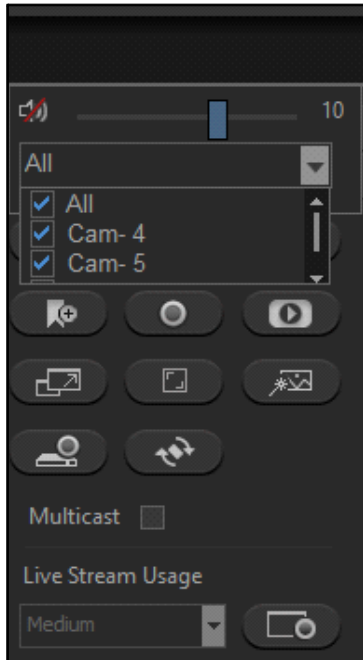 10
All
All
Cam- 4
Cam- 5
Multicast
Live Stream Usage
Medium